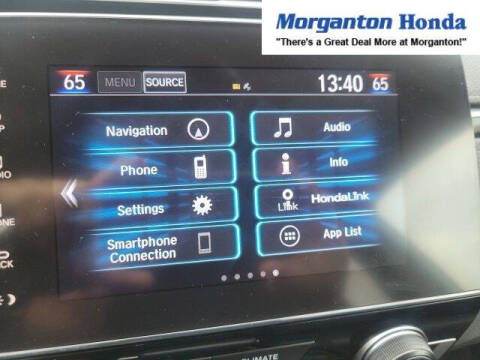 Morganton Honda
"There's a Great Deal More at Morganton!"
65 MENU SOURCE 13:40 65
Navigation
Audio
Phone
Info
Settings
Link
HondaLink
Smartphone
Connection
App List
CLIMATE